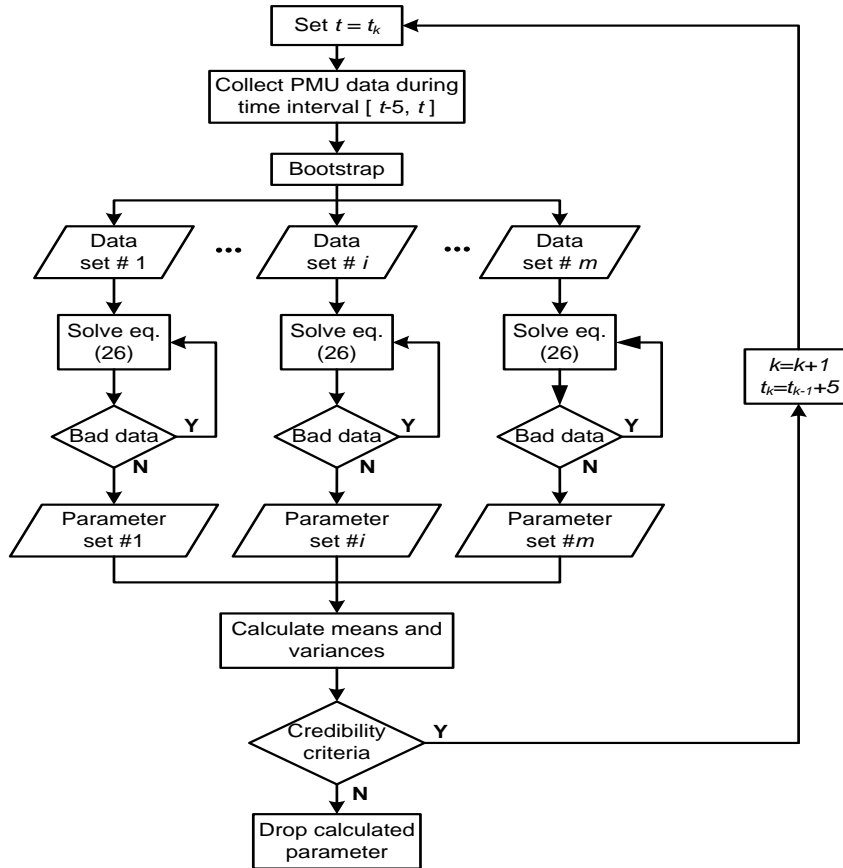 Set t = tk
Collect PMU data during
time interval [ t-5, t ]
Bootstrap
Data
set # 1
...
Data
set # i
...
Data
set # m
Solve eq.
(26)
Solve eq.
(26)
Solve eq.
(26)
k=k+1
tk=tk-1+5
Bad data
Y
N
Bad data
Y
N
Bad data
Y
N
Parameter
set #1
Parameter
set #i
Parameter
set #m
Calculate means and
variances
Credibility
criteria
Y
N
Drop calculated
parameter